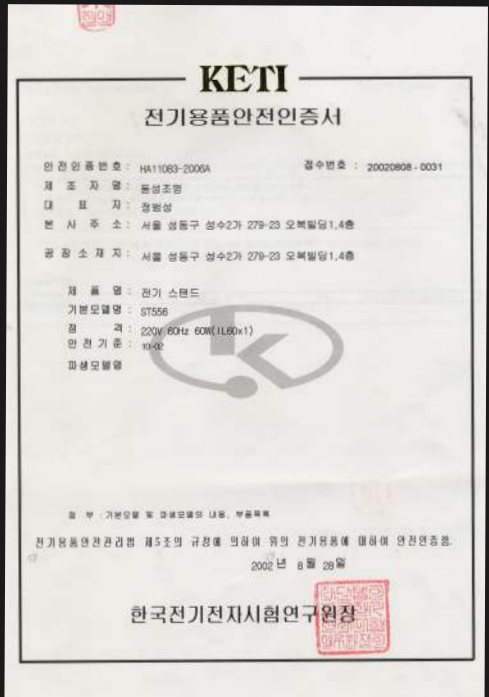 KETI
전기용품안전인증서
안전인증번호 : HA11083-2006A
접수번호 : 20020808-0031
제 조 자 명 : 동성조명
대 표 자 : 정범성
본 사 주 소 : 서울 성동구 성수2가 279-23 오복빌딩1,4층
공 장 소 재 지 : 서울 성동구 성수2가 279-23 오복빌딩1,4층
제 품 명 : 전기 스탠드
기본모델명 : ST556
정 격 : 220V 60Hz 60W(IL60x1)
안 전 기 준 : 10-02
파생모델명
첨 부 : 기본모델 및 파생모델의 내용, 부품목록
전기용품안전관리법 제5조의 규정에 의하여 위의 전기용품에 대하여 안전인증함.
2002 년 8 월 28 일
한국전기전자시험연구원장